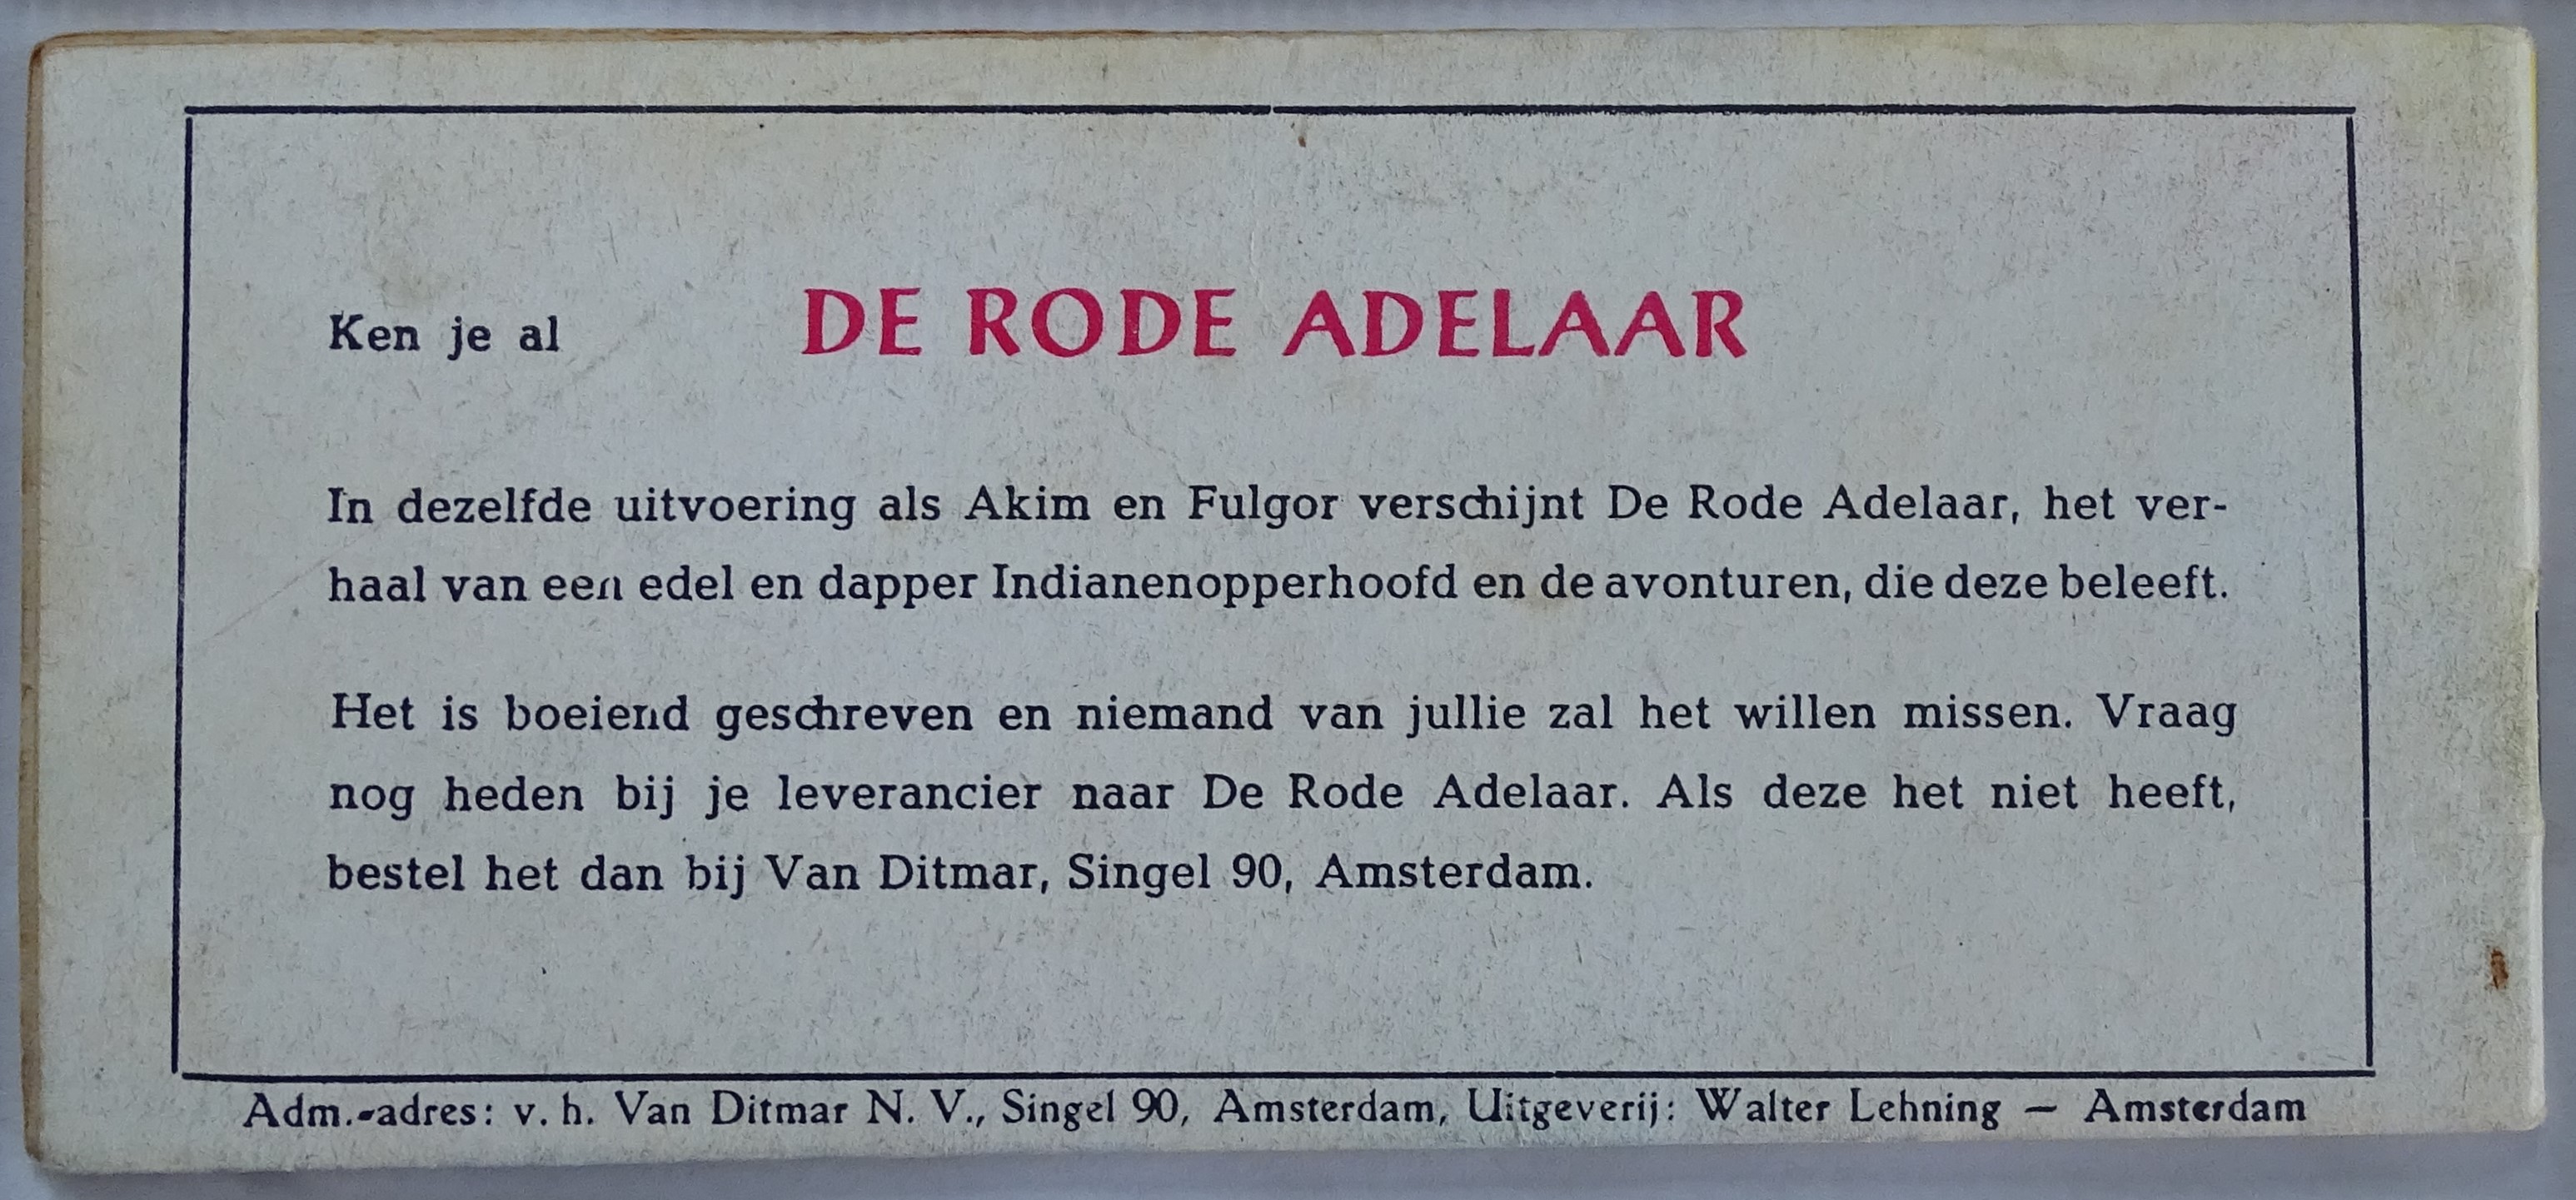 Ken je al DE RODE ADELAAR
In dezelfde uitvoering als Akim en Fulgor verschijnt De Rode Adelaar, het ver-
haal van een edel en dapper Indianenopperhoofd en de avonturen, die deze beleeft.
Het is boeiend geschreven en niemand van jullie zal het willen missen. Vraag
nog heden bij je leverancier naar De Rode Adelaar. Als deze het niet heeft,
bestel het dan bij Van Ditmar, Singel 90, Amsterdam.
Adm.-adres: v. h. Van Ditmar N. V., Singel 90, Amsterdam, Uitgeverij: Walter Lehning — Amsterdam